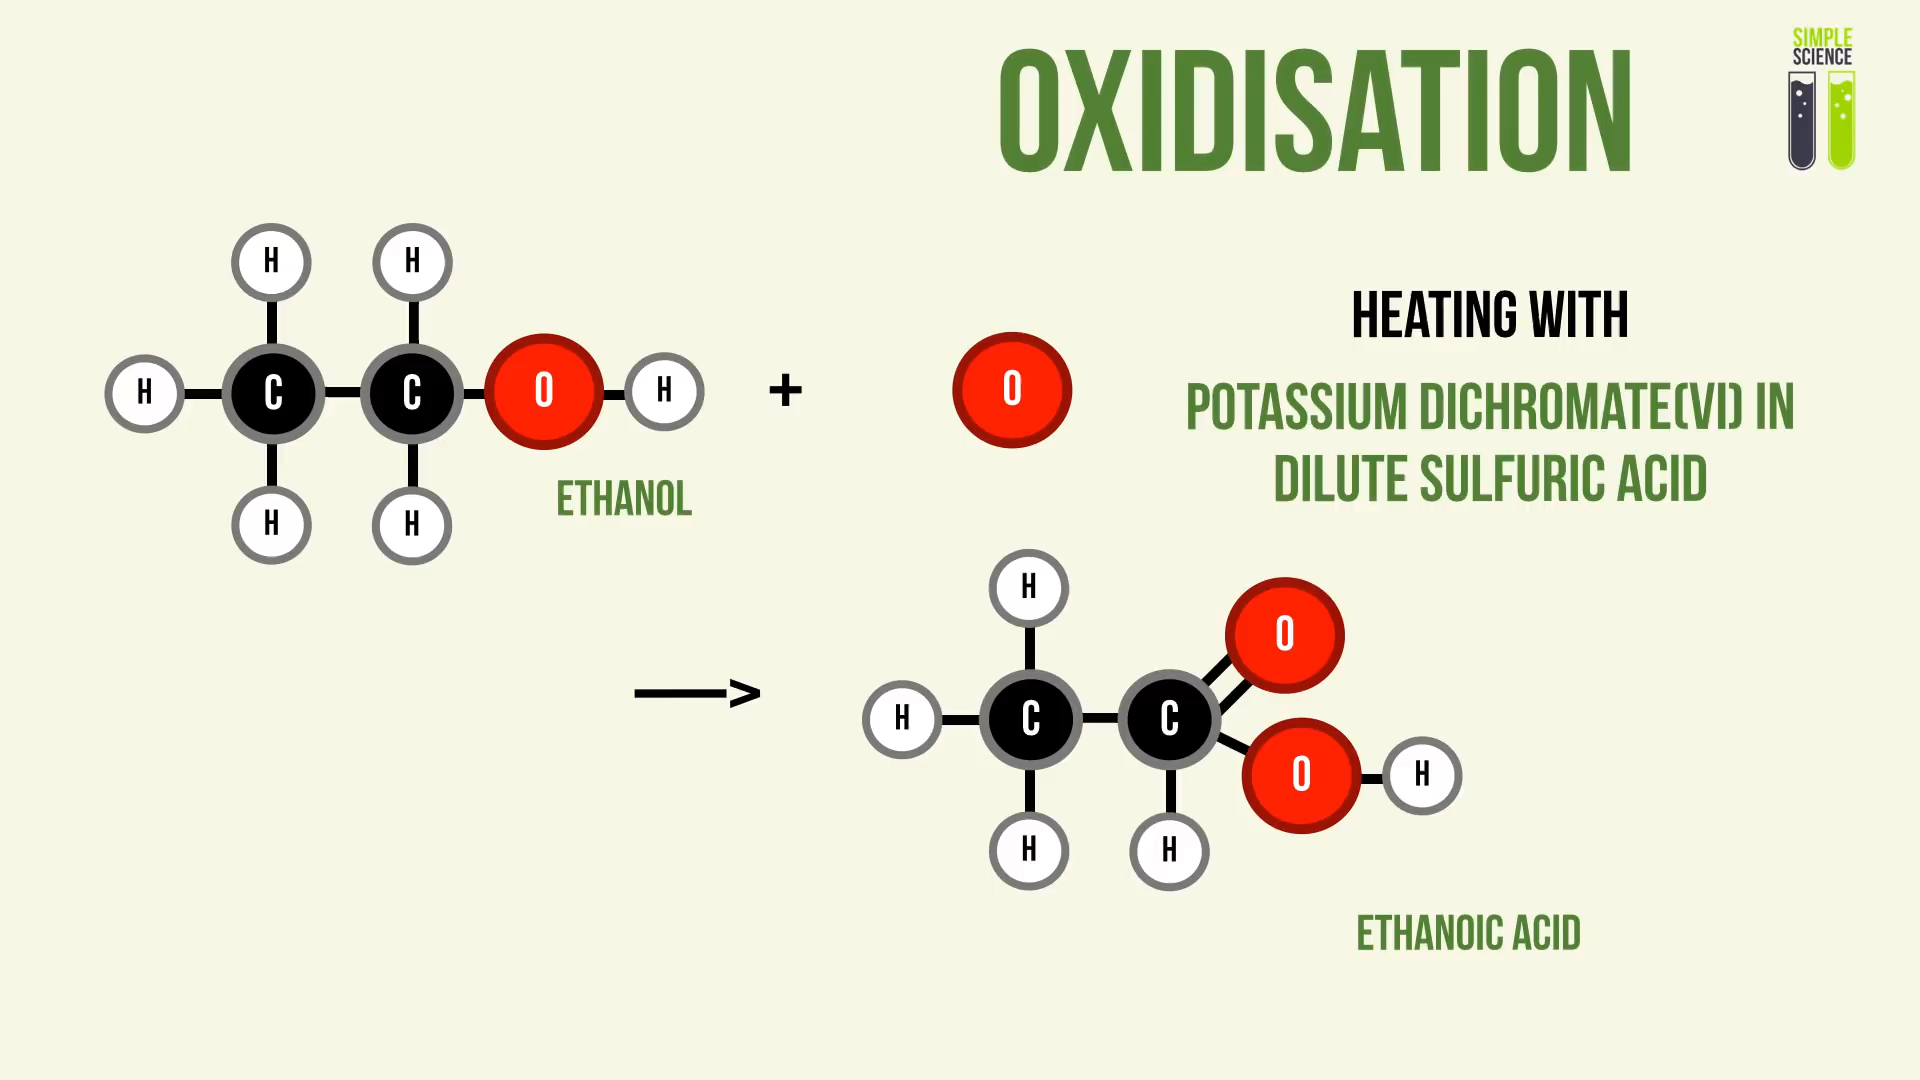 OXIDISATION
SIMPLE
SCIENCE
H H
H C C O H + O
H H
ETHANOL
HEATING WITH
POTASSIUM DICHROMATE(VI) IN
DILUTE SULFURIC ACID
H O
H C C
O H
H H
ETHANOIC ACID